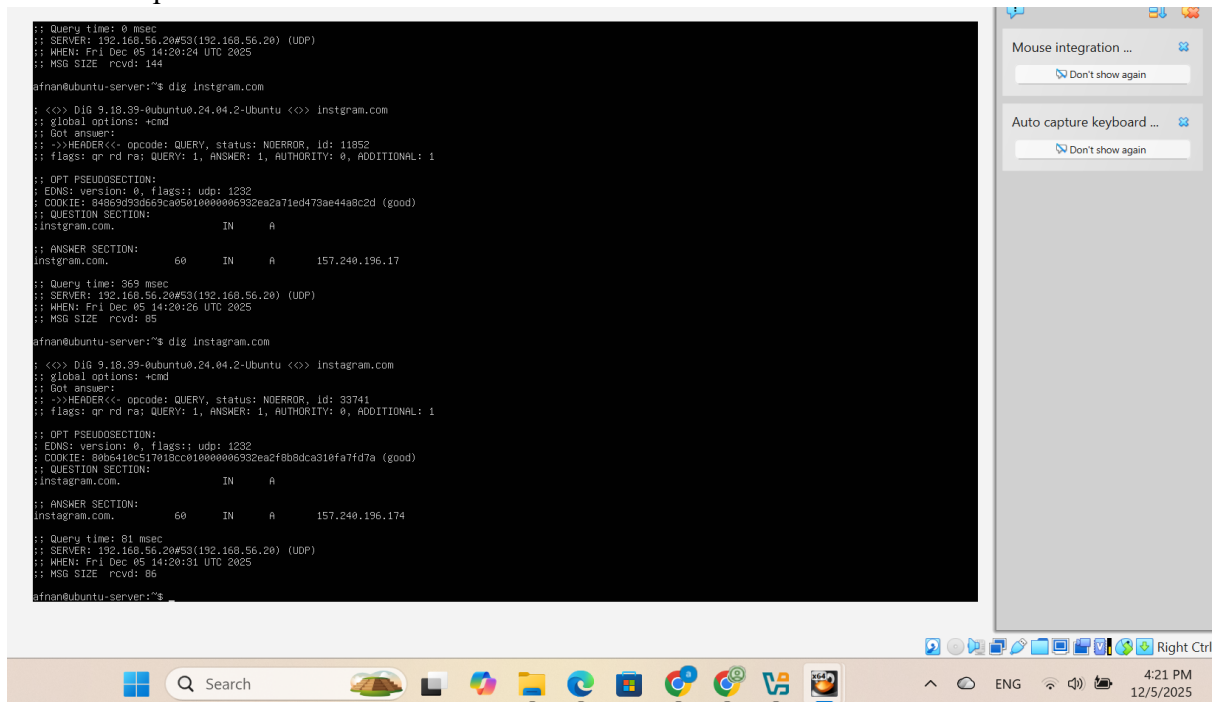 ;; Query time: 0 msec
;; SERVER: 192.168.56.20#53(192.168.56.20) (UDP)
;; WHEN: Fri Dec 05 14:20:24 UTC 2025
;; MSG SIZE  rcvd: 144
afnan@ubuntu-server:~$ dig instgram.com
; <<>> DiG 9.18.39-0ubuntu0.24.04.2-Ubuntu <<>> instgram.com
;; global options: +cmd
;; Got answer:
;; ->>HEADER<<- opcode: QUERY, status: NOERROR, id: 11852
;; flags: qr rd ra; QUERY: 1, ANSWER: 1, AUTHORITY: 0, ADDITIONAL: 1
;; OPT PSEUDOSECTION:
; EDNS: version: 0, flags:; udp: 1232
; COOKIE: 84869d93d669ca05010000006932ea2a71ed473ae44a8c2d (good)
;; QUESTION SECTION:
;instgram.com. IN A
;; ANSWER SECTION:
instgram.com. 60 IN A 157.240.196.17
;; Query time: 369 msec
;; SERVER: 192.168.56.20#53(192.168.56.20) (UDP)
;; WHEN: Fri Dec 05 14:20:26 UTC 2025
;; MSG SIZE  rcvd: 85
afnan@ubuntu-server:~$ dig instagram.com
; <<>> DiG 9.18.39-0ubuntu0.24.04.2-Ubuntu <<>> instagram.com
;; global options: +cmd
;; Got answer:
;; ->>HEADER<<- opcode: QUERY, status: NOERROR, id: 33741
;; flags: qr rd ra; QUERY: 1, ANSWER: 1, AUTHORITY: 0, ADDITIONAL: 1
;; OPT PSEUDOSECTION:
; EDNS: version: 0, flags:; udp: 1232
; COOKIE: 80b6410c517018cc010000006932ea2f8b8dca310fa7fd7a (good)
;; QUESTION SECTION:
;instagram.com. IN A
;; ANSWER SECTION:
instagram.com. 60 IN A 157.240.196.174
;; Query time: 81 msec
;; SERVER: 192.168.56.20#53(192.168.56.20) (UDP)
;; WHEN: Fri Dec 05 14:20:31 UTC 2025
;; MSG SIZE  rcvd: 86
afnan@ubuntu-server:~$ _
Mouse integration ...
Don't show again
Auto capture keyboard ...
Don't show again
Right Ctrl
Search
x64
ENG
4:21 PM
12/5/2025